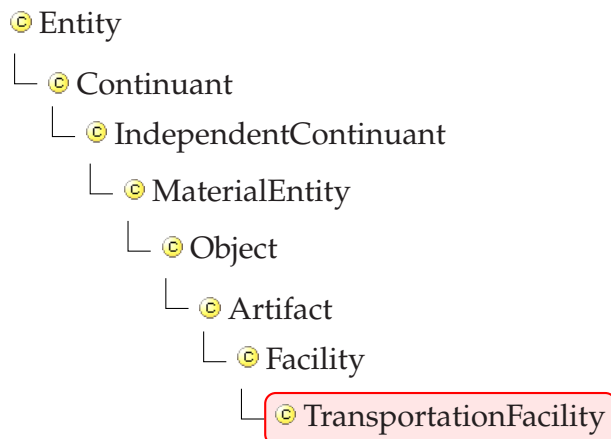 Entity
Continuant
IndependentContinuant
MaterialEntity
Object
Artifact
Facility
TransportationFacility